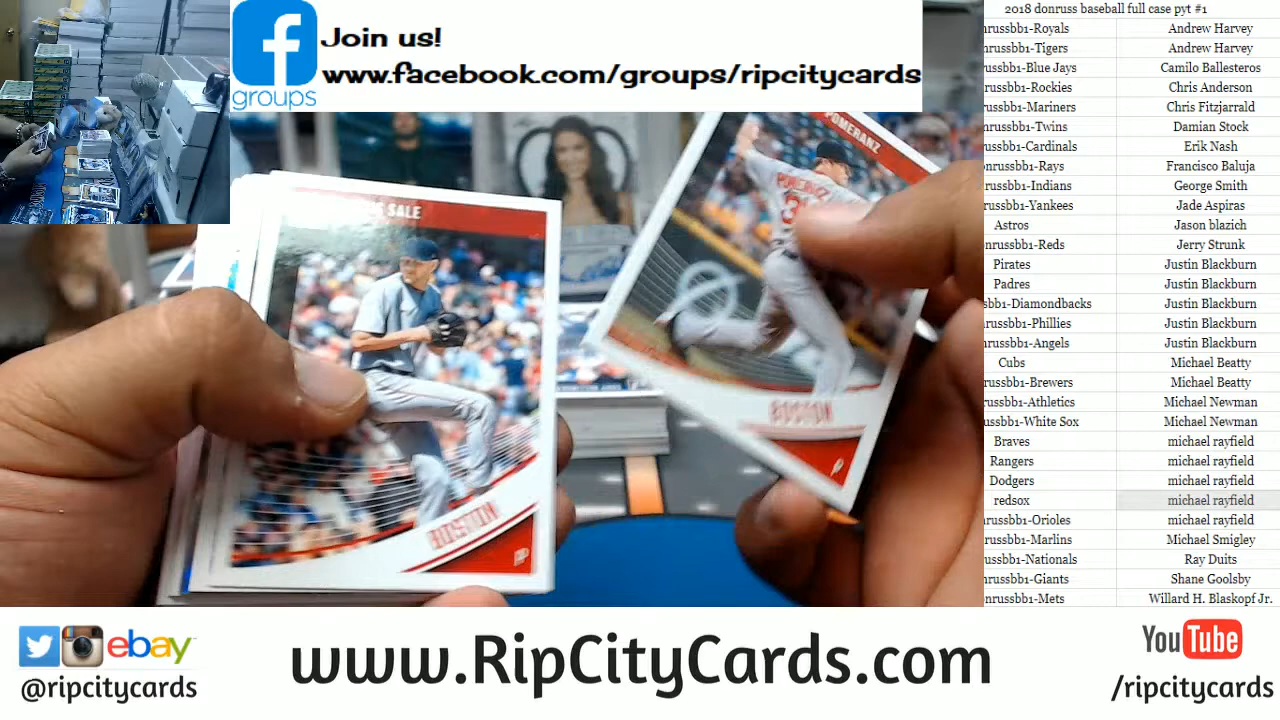 Join us!
www.facebook.com/groups/ripcitycards
groups
2018 donruss baseball full case pyt #1
nrussbb1-Royals Andrew Harvey
nrussbb1-Tigers Andrew Harvey
russbb1-Blue Jays Camilo Ballesteros
nrussbb1-Rockies Chris Anderson
russbb1-Mariners Chris Fitzjarrald
nrussbb1-Twins Damian Stock
russbb1-Cardinals Erik Nash
onrussbb1-Rays Francisco Baluja
nrussbb1-Indians George Smith
russbb1-Yankees Jade Aspiras
Astros Jason blazich
onrussbb1-Reds Jerry Strunk
Pirates Justin Blackburn
Padres Justin Blackburn
sbb1-Diamondbacks Justin Blackburn
russbb1-Phillies Justin Blackburn
nrussbb1-Angels Justin Blackburn
Cubs Michael Beatty
russbb1-Brewers Michael Beatty
russbb1-Athletics Michael Newman
ussbb1-White Sox Michael Newman
Braves michael rayfield
Rangers michael rayfield
Dodgers michael rayfield
redsox michael rayfield
nrussbb1-Orioles michael rayfield
russbb1-Marlins Michael Smigley
ussbb1-Nationals Ray Duits
nrussbb1-Giants Shane Goolsby
onrussbb1-Mets Willard H. Blaskopf Jr.
SALE
BOSTON
POMERANZ
BOSTON
ebay
@ripcitycards
www.RipCityCards.com
YouTube
/ripcitycards